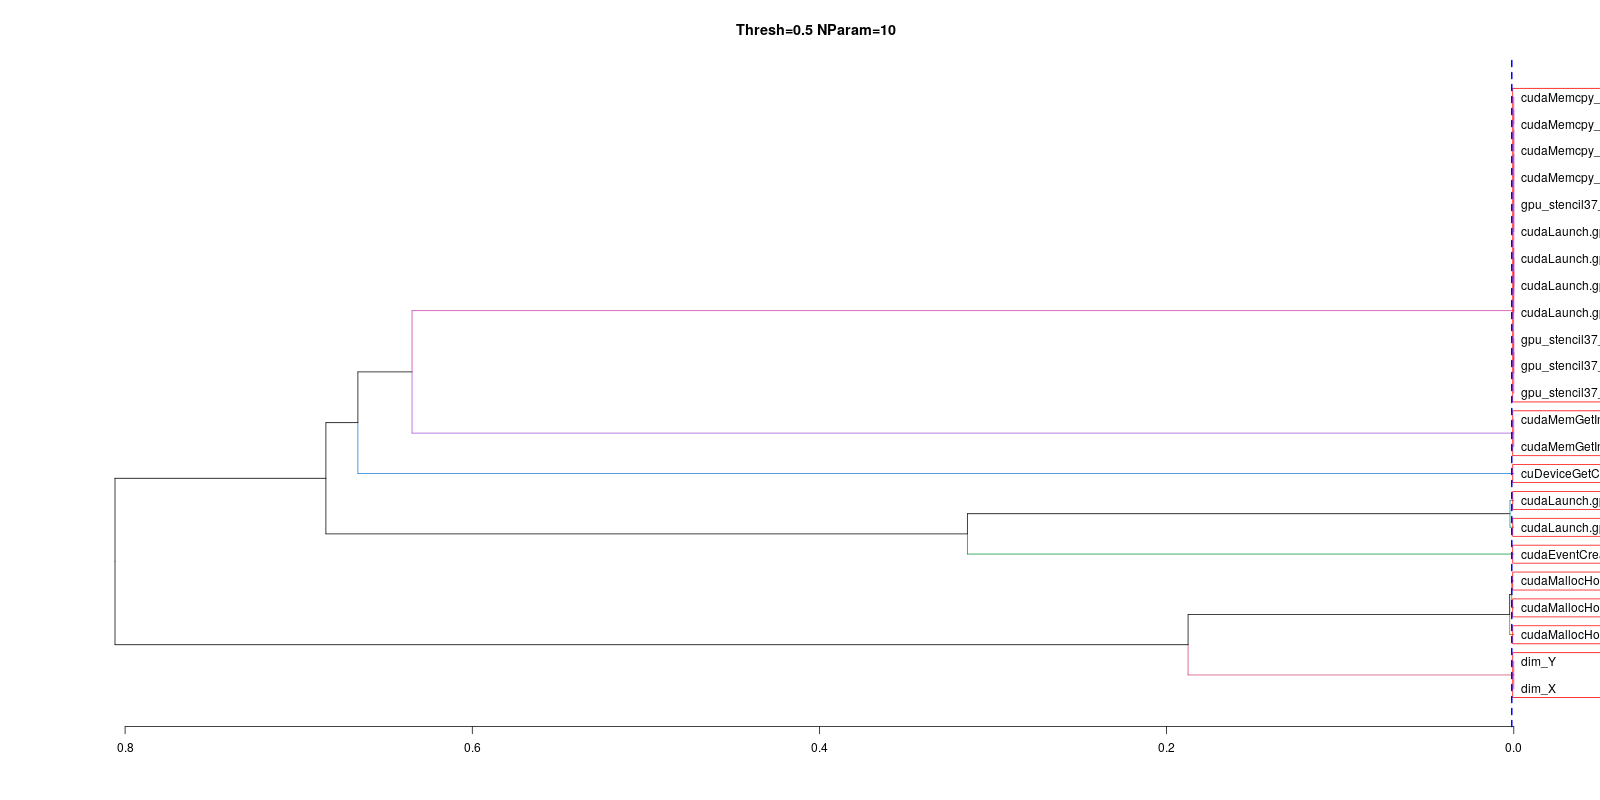 Thresh=0.5 NParam=10
cudaMemcpy_
cudaMemcpy_
cudaMemcpy_
cudaMemcpy_
gpu_stencil37_
cudaLaunch.g
cudaLaunch.g
cudaLaunch.g
cudaLaunch.g
gpu_stencil37_
gpu_stencil37_
gpu_stencil37_
cudaMemGetI
cudaMemGetI
cuDeviceGetC
cudaLaunch.g
cudaLaunch.g
cudaEventCre
cudaMallocHo
cudaMallocHo
cudaMallocHo
dim_Y
dim_X
0.8 0.6 0.4 0.2 0.0